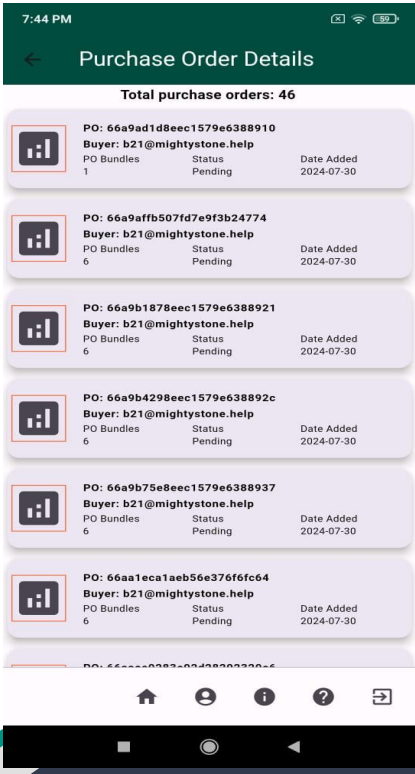 7:44 PM
59
Purchase Order Details
Total purchase orders: 46
PO: 66a9ad1d8eec1579e6388910
Buyer: b21@mightystone.help
PO Bundles Status Date Added
1 Pending 2024-07-30
PO: 66a9affb507fd7e9f3b24774
Buyer: b21@mightystone.help
PO Bundles Status Date Added
6 Pending 2024-07-30
PO: 66a9b1878eec1579e6388921
Buyer: b21@mightystone.help
PO Bundles Status Date Added
6 Pending 2024-07-30
PO: 66a9b4298eec1579e638892c
Buyer: b21@mightystone.help
PO Bundles Status Date Added
6 Pending 2024-07-30
PO: 66a9b75e8eec1579e6388937
Buyer: b21@mightystone.help
PO Bundles Status Date Added
6 Pending 2024-07-30
PO: 66aa1eca1aeb56e376f6fc64
Buyer: b21@mightystone.help
PO Bundles Status Date Added
6 Pending 2024-07-30
PO: